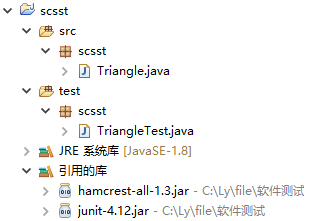 scsst
src
scsst
Triangle.java
test
scsst
TriangleTest.java
JRE 系统库 [JavaSE-1.8]
引用的库
hamcrest-all-1.3.jar - C:\Ly\file\软件测试
junit-4.12.jar - C:\Ly\file\软件测试